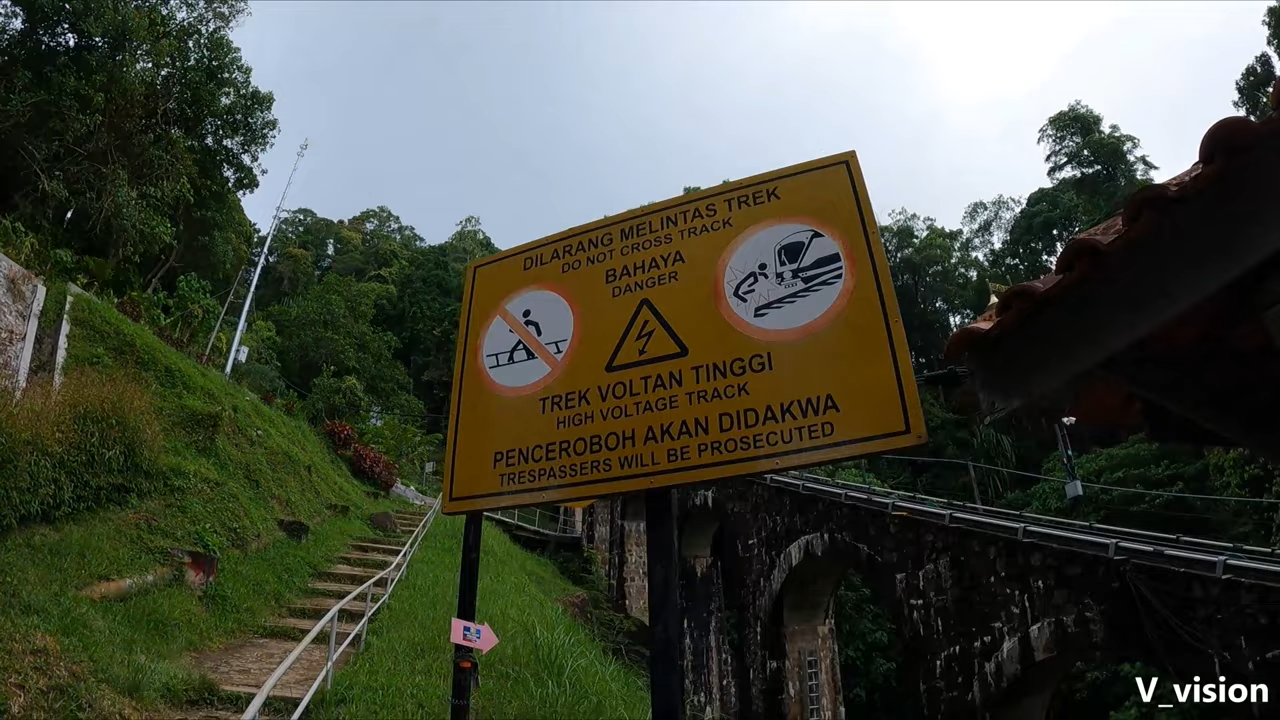 DILARANG MELINTAS TREK
DO NOT CROSS TRACK
BAHAYA
DANGER
TREK VOLTAN TINGGI
HIGH VOLTAGE TRACK
PENCEROBOH AKAN DIDAKWA
TRESPASSERS WILL BE PROSECUTED
V_vision